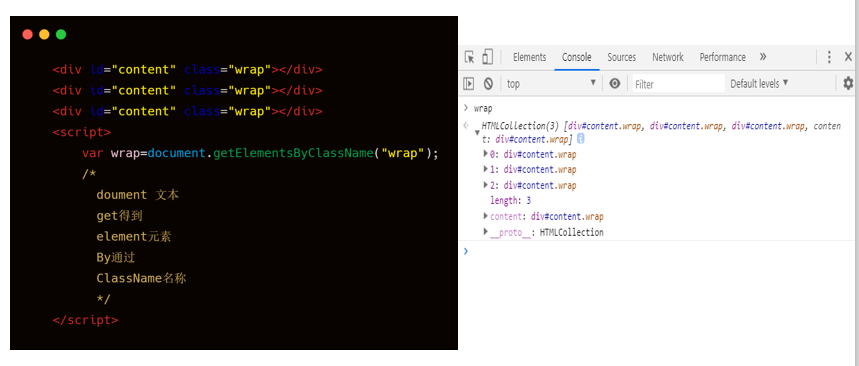 <div id="content" class="wrap"></div>
<div id="content" class="wrap"></div>
<div id="content" class="wrap"></div>
<script>
var wrap=document.getElementsByClassName("wrap");
/*
doument 文本
get得到
element元素
By通过
ClassName名称
*/
</script>
Elements Console Sources Network Performance »
top Filter Default levels ▼
> wrap
HTMLCollection(3) [div#content.wrap, div#content.wrap, div#content.wrap, conten
t: div#content.wrap]
0: div#content.wrap
1: div#content.wrap
2: div#content.wrap
length: 3
content: div#content.wrap
__proto__: HTMLCollection
>